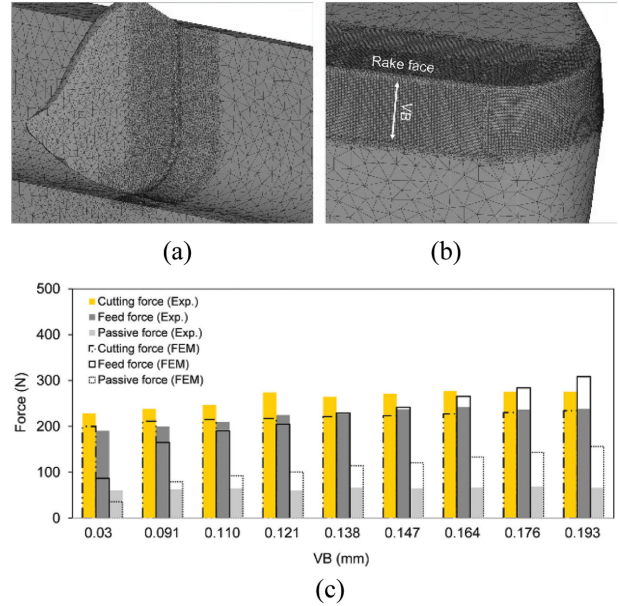 Rake face
VB
(a)
(b)
500
400
300
200
100
0
Force (N)
Cutting force (Exp.)
Feed force (Exp.)
Passive force (Exp.)
Cutting force (FEM)
Feed force (FEM)
Passive force (FEM)
0.03 0.091 0.110 0.121 0.138 0.147 0.164 0.176 0.193
VB (mm)
(c)